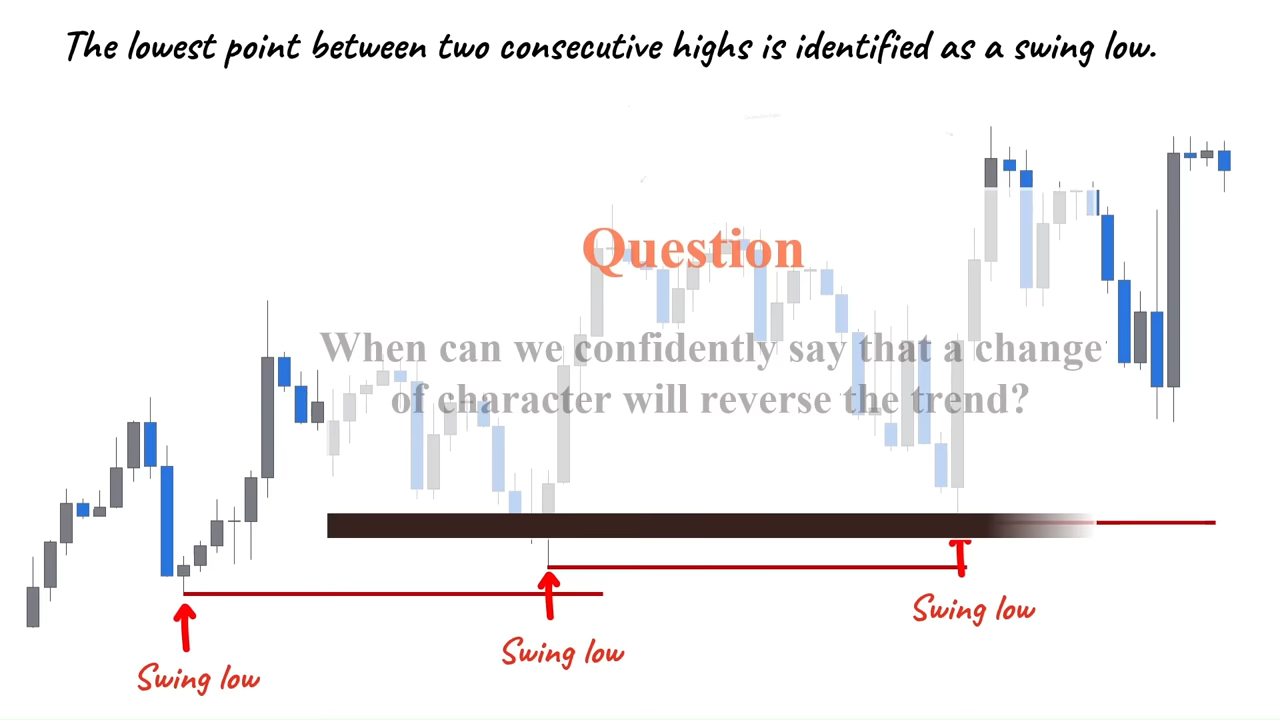 The lowest point between two consecutive highs is identified as a swing low.
Question
When can we confidently say that a change
of character will reverse the trend?
Swing low
Swing low
Swing low